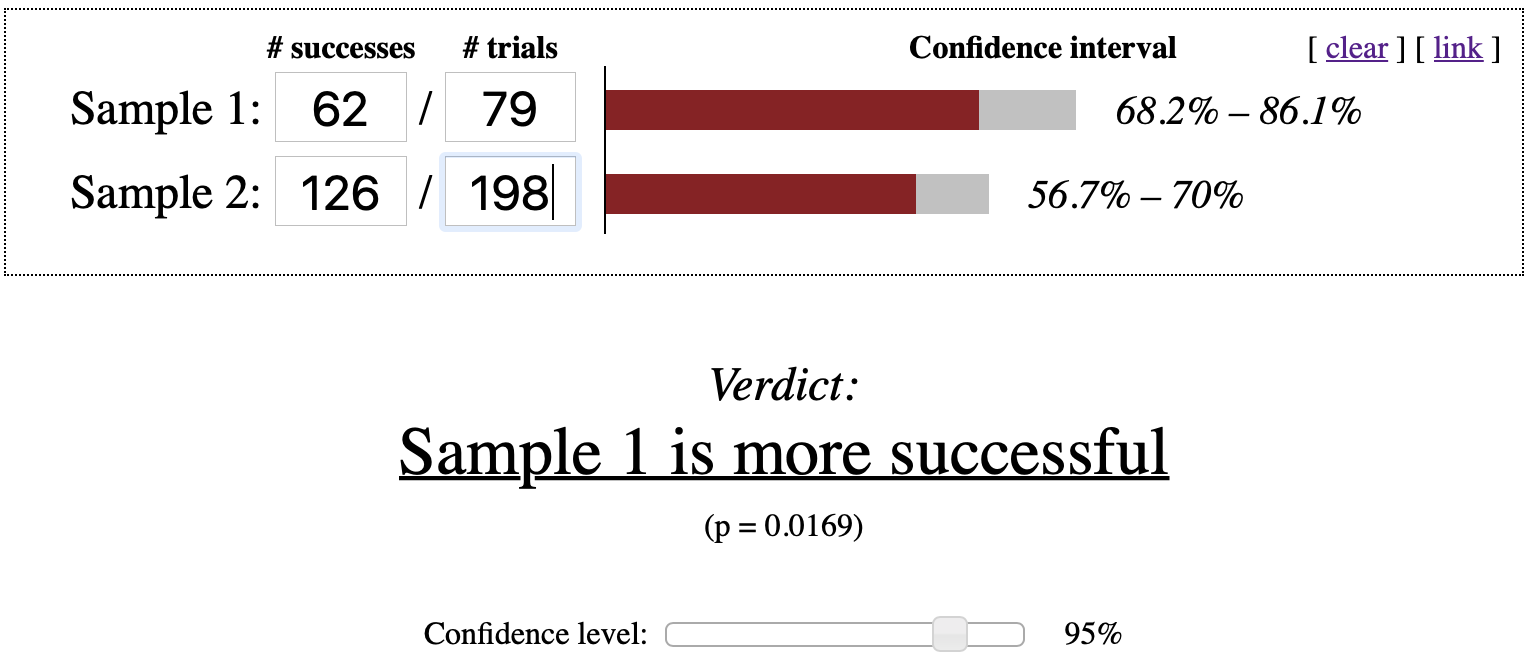 # successes # trials Confidence interval [ clear ] [ link ]
Sample 1: 62 / 79 68.2% – 86.1%
Sample 2: 126 / 198 56.7% – 70%
Verdict:
Sample 1 is more successful
(p = 0.0169)
Confidence level: 95%